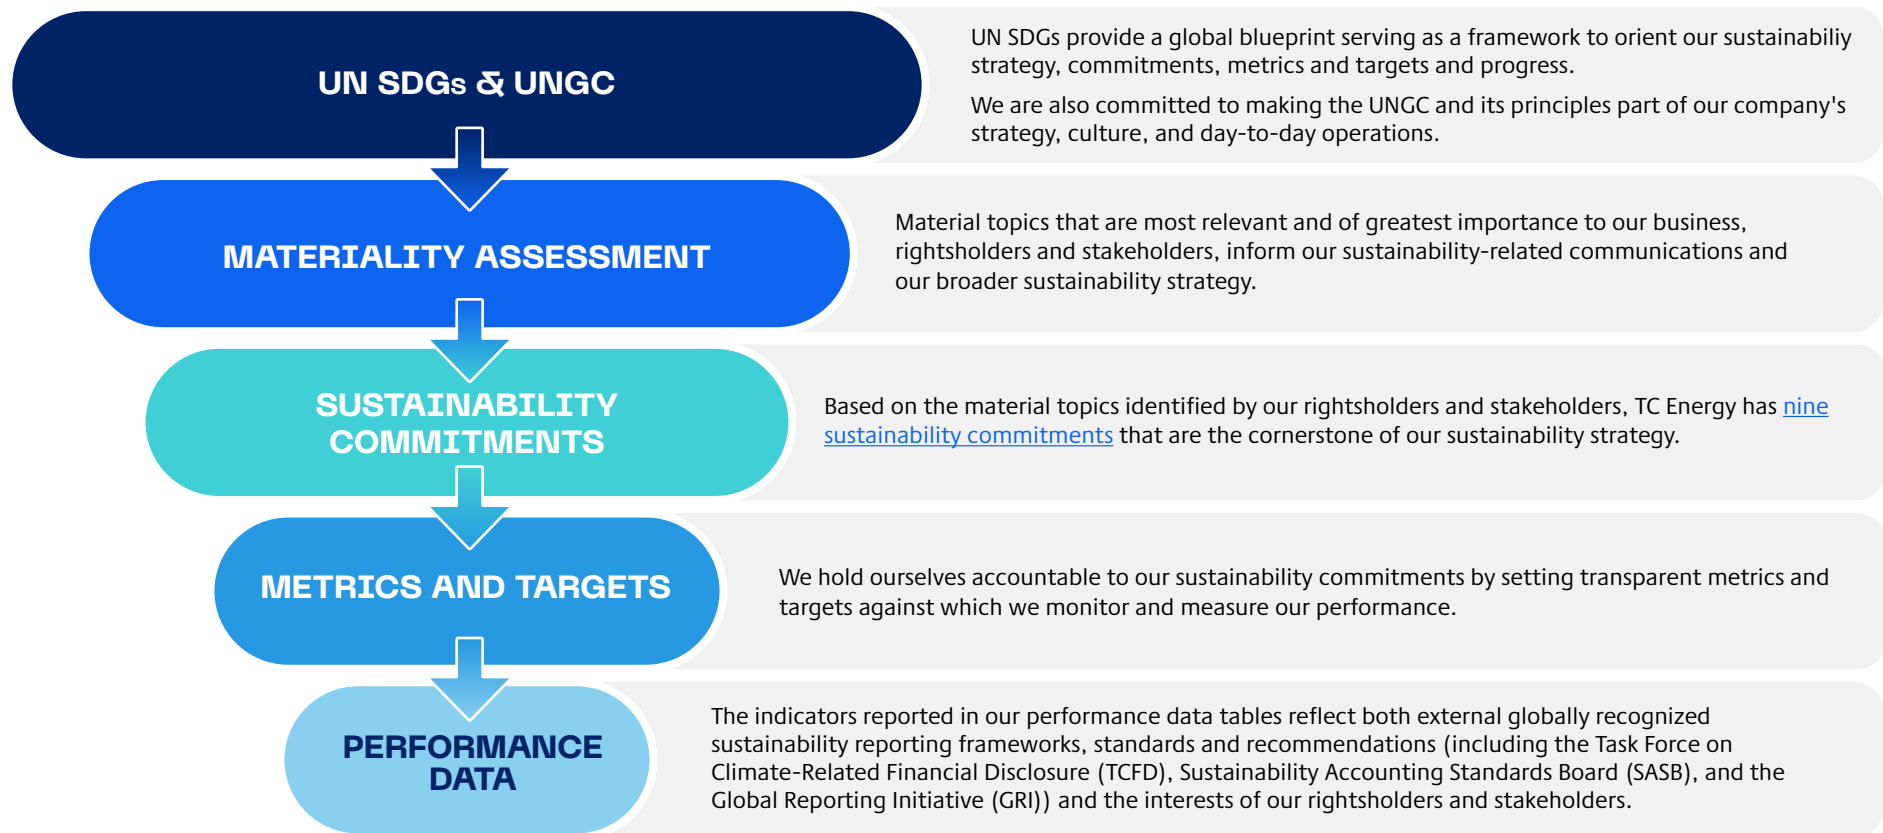 UN SDGs & UNGC
UN SDGs provide a global blueprint serving as a framework to orient our sustainabiliy
strategy, commitments, metrics and targets and progress.
We are also committed to making the UNGC and its principles part of our company's
strategy, culture, and day-to-day operations.
MATERIALITY ASSESSMENT
Material topics that are most relevant and of greatest importance to our business,
rightsholders and stakeholders, inform our sustainability-related communications and
our broader sustainability strategy.
SUSTAINABILITY
COMMITMENTS
Based on the material topics identified by our rightsholders and stakeholders, TC Energy has nine
sustainability commitments that are the cornerstone of our sustainability strategy.
METRICS AND TARGETS
We hold ourselves accountable to our sustainability commitments by setting transparent metrics and
targets against which we monitor and measure our performance.
PERFORMANCE
DATA
The indicators reported in our performance data tables reflect both external globally recognized
sustainability reporting frameworks, standards and recommendations (including the Task Force on
Climate-Related Financial Disclosure (TCFD), Sustainability Accounting Standards Board (SASB), and the
Global Reporting Initiative (GRI)) and the interests of our rightsholders and stakeholders.